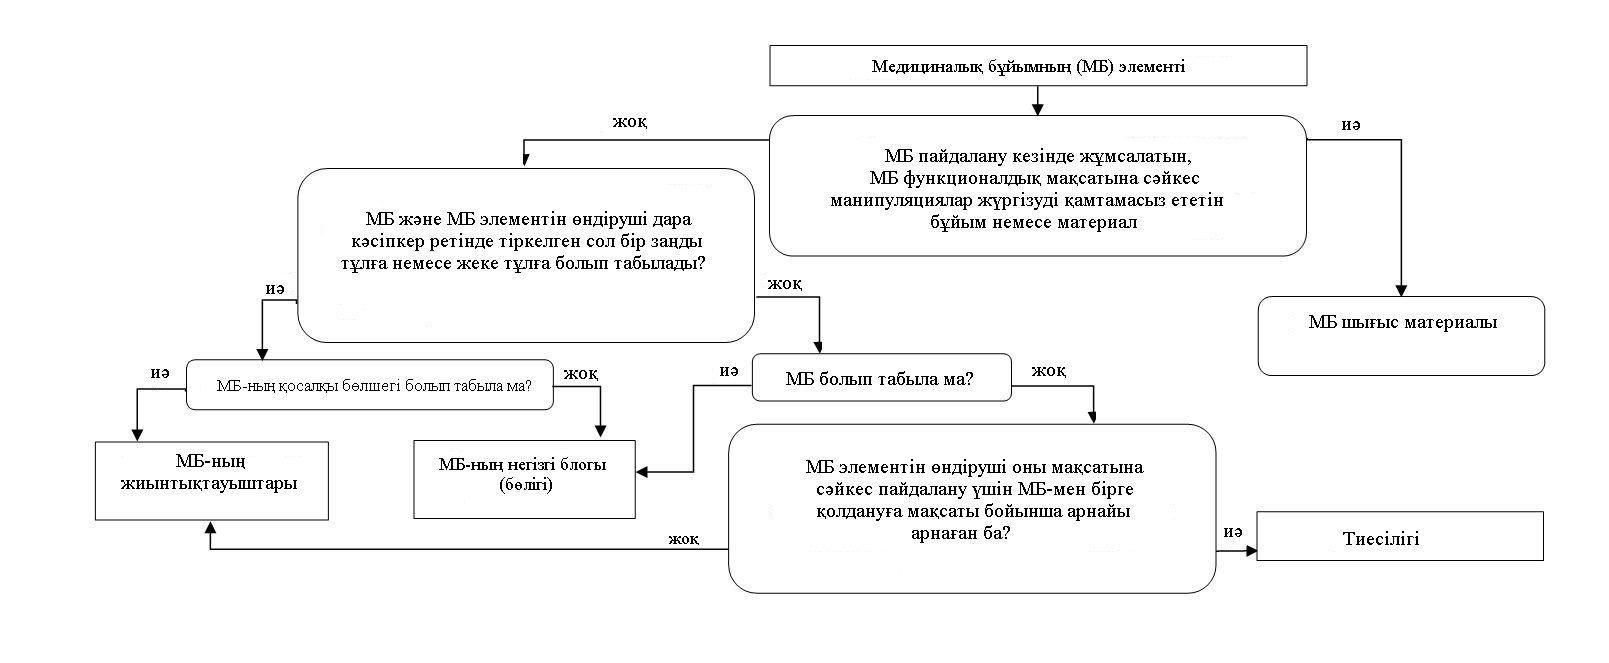 Медициналық бұйымның (МБ) элементі
жоқ
иә
МБ пайдалану кезінде жұмсалатын,
МБ функционалдық мақсатына сәйкес
манипуляциялар жүргізуді қамтамасыз ететін
бұйым немесе материал
МБ және МБ элементін өндіруші дара
кәсіпкер ретінде тіркелген сол бір заңды
тұлға немесе жеке тұлға болып табылады?
иә
жоқ
МБ шығыс материалы
иә
МБ-ның қосалқы бөлшегі болып табыла ма?
жоқ
иә
МБ болып табыла ма?
жоқ
МБ-ның
жиынтықтауыштары
МБ-ның негізгі блогы
(бөлігі)
МБ элементін өндіруші оны мақсатына
сәйкес пайдалану үшін МБ-мен бірге
қолдануға мақсаты бойынша арнайы
арнаған ба?
жоқ
иә
Тиесілігі